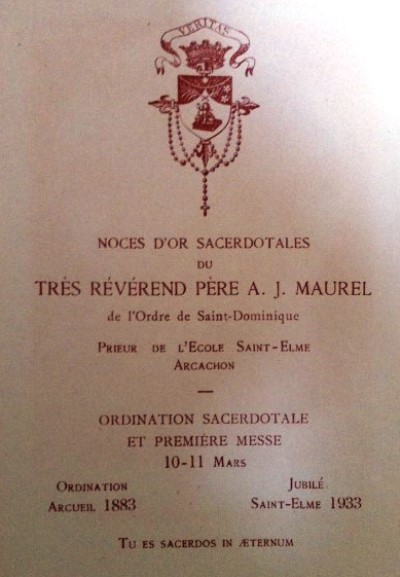 VERITAS
NOCES D'OR SACERDOTALES
DU
TRÈS RÉVÉREND PÈRE A. J. MAUREL
de l'Ordre de Saint-Dominique
PRIEUR DE L'ECOLE SAINT-ELME
ARCACHON
—
ORDINATION SACERDOTALE
ET PREMIÈRE MESSE
10-11 MARS
ORDINATION
ARCUEIL 1883
JUBILÉ
SAINT-ELME 1933
TU ES SACERDOS IN ÆTERNUM